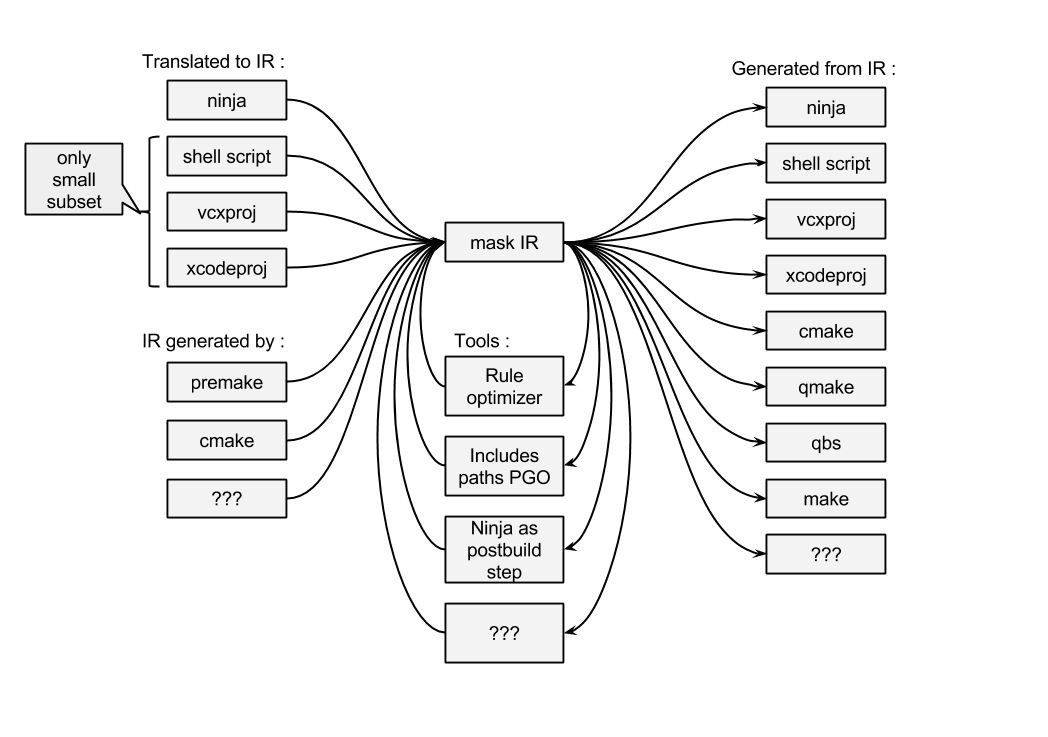 Translated to IR :
ninja
only
small
subset
shell script
vcxproj
xcodeproj
IR generated by :
premake
cmake
???
mask IR
Tools :
Rule
optimizer
Includes
paths PGO
Ninja as
postbuild
step
???
Generated from IR :
ninja
shell script
vcxproj
xcodeproj
cmake
qmake
qbs
make
???